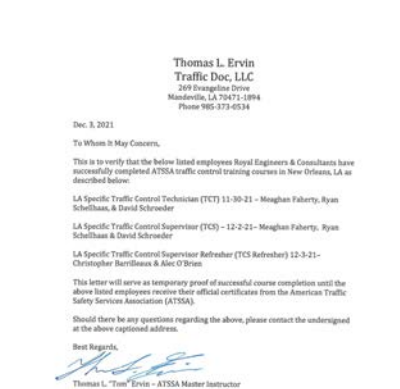 Thomas L. Ervin
Traffic Doc, LLC
269 Evangeline Drive
Mandeville, LA 70471-1894
Phone 985-373-0534
Dec. 3, 2021
To Whom It May Concern,
This is to verify that the below listed employees Royal Engineers & Consultants have
successfully completed ATSSA traffic control training courses in New Orleans, LA as
described below:
LA Specific Traffic Control Technician (TCT) 11-30-21 – Meaghan Faherty, Ryan
Schellhaas, & David Schroeder
LA Specific Traffic Control Supervisor (TCS) – 12-2-21– Meaghan Faherty, Ryan
Schellhaas & David Schroeder
LA Specific Traffic Control Supervisor Refresher (TCS Refresher) 12-3-21–
Christopher Barrilleaux & Alec O'Brien
This letter will serve as temporary proof of successful course completion until the
above listed employees receive their official certificates from the American Traffic
Safety Services Association (ATSSA).
Should there be any questions regarding the above, please contact the undersigned
at the above captioned address.
Best Regards,
Thomas L. "Tom" Ervin – ATSSA Master Instructor